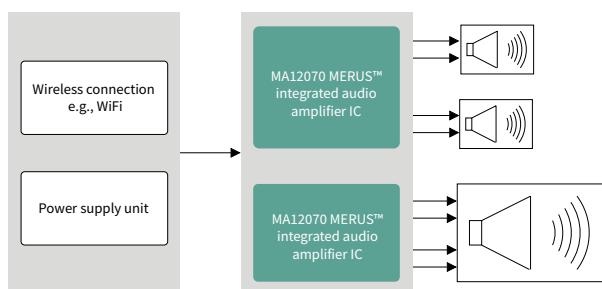 Wireless connection
e.g., WiFi
Power supply unit
MA12070 MERUS™
integrated audio
amplifier IC
MA12070 MERUS™
integrated audio
amplifier IC